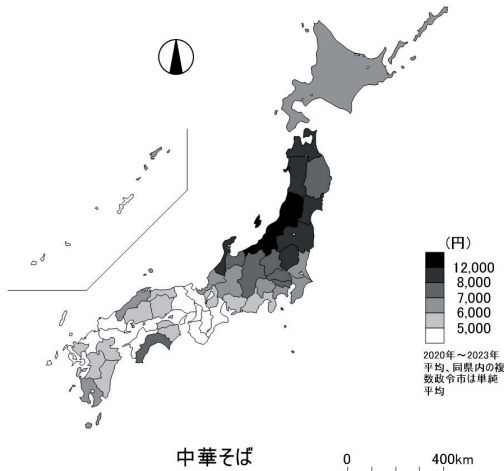 (円)
12,000
8,000
7,000
6,000
5,000
2020年～2023年
平均、同県内の複
数政令市は単純
平均
中華そば
0 400km